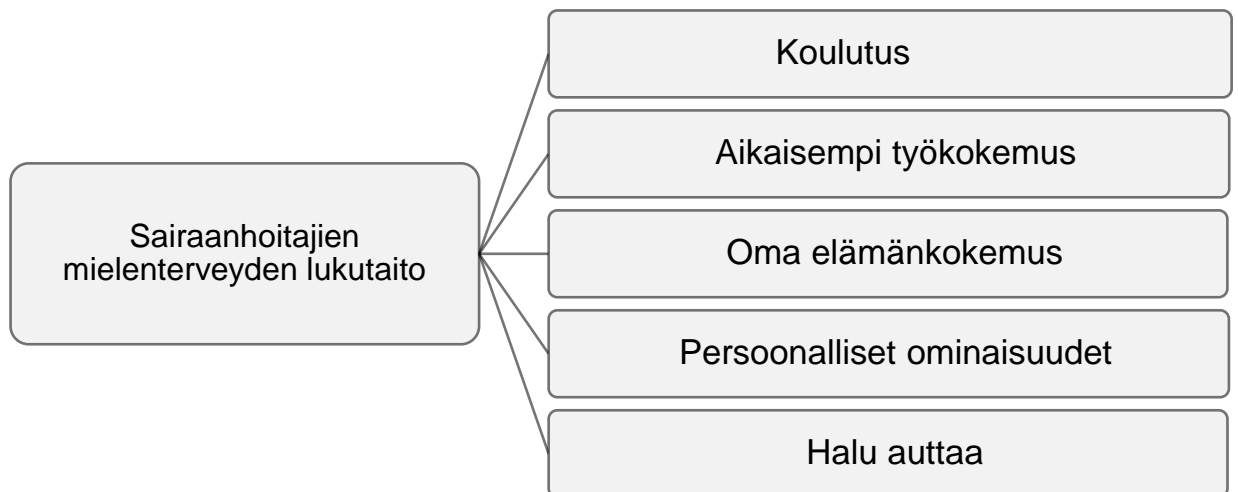 Sairaanhoitajien
mielenterveyden lukutaito
Koulutus
Aikaisempi työkokemus
Oma elämänkokemus
Persoonalliset ominaisuudet
Halu auttaa